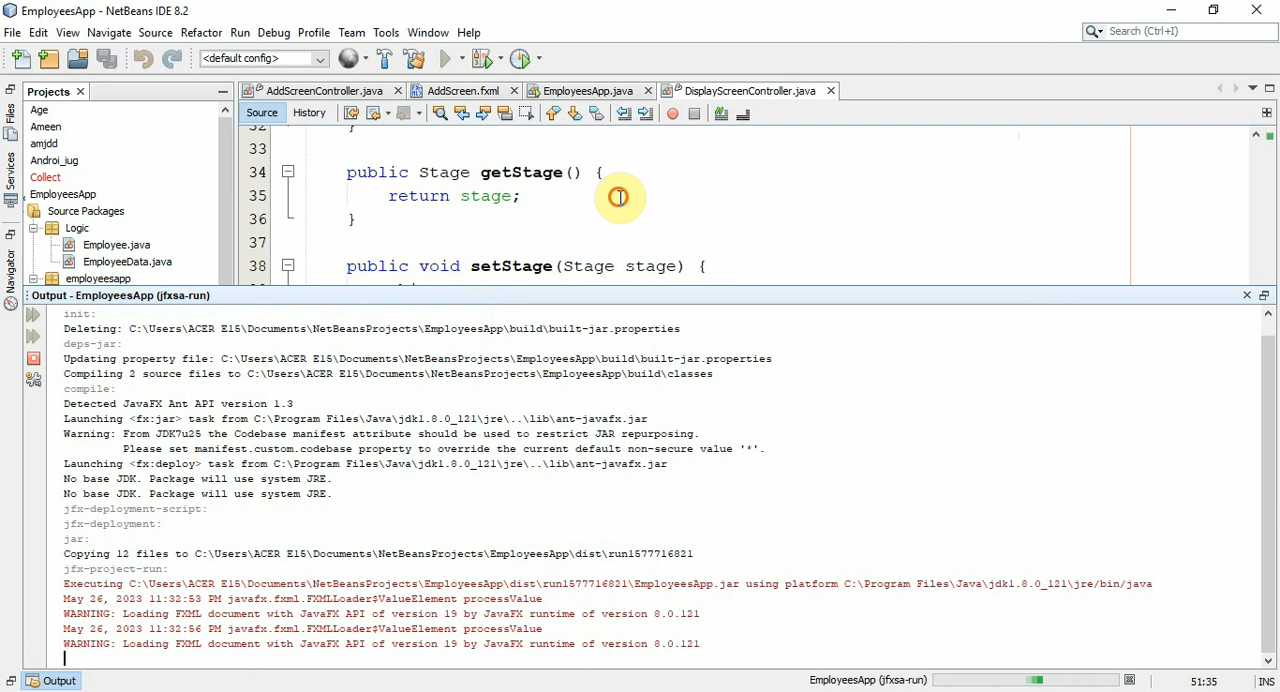 EmployeesApp - NetBeans IDE 8.2
File Edit View Navigate Source Refactor Run Debug Profile Team Tools Window Help
Search (Ctrl+I)
<default config>
Projects
AddScreenController.java
AddScreen.fxml
EmployeesApp.java
DisplayScreenController.java
Source History
Files
Services
Navigator
Age
Ameen
amjdd
Androi_iug
Collect
EmployeesApp
Source Packages
Logic
Employee.java
EmployeeData.java
employeesapp
32 }
33
34 public Stage getStage() {
35 return stage;
36 }
37
38 public void setStage(Stage stage) {
Output - EmployeesApp (jfxsa-run)
init:
Deleting: C:\Users\ACER E15\Documents\NetBeansProjects\EmployeesApp\build\built-jar.properties
deps-jar:
Updating property file: C:\Users\ACER E15\Documents\NetBeansProjects\EmployeesApp\build\built-jar.properties
Compiling 2 source files to C:\Users\ACER E15\Documents\NetBeansProjects\EmployeesApp\build\classes
compile:
Detected JavaFX Ant API version 1.3
Launching <fx:jar> task from C:\Program Files\Java\jdk1.8.0_121\jre\..\lib\ant-javafx.jar
Warning: From JDK7u25 the Codebase manifest attribute should be used to restrict JAR repurposing.
Please set manifest.custom.codebase property to override the current default non-secure value '*'.
Launching <fx:deploy> task from C:\Program Files\Java\jdk1.8.0_121\jre\..\lib\ant-javafx.jar
No base JDK. Package will use system JRE.
No base JDK. Package will use system JRE.
jfx-deployment-script:
jfx-deployment:
jar:
Copying 12 files to C:\Users\ACER E15\Documents\NetBeansProjects\EmployeesApp\dist\run1577716821
jfx-project-run:
Executing C:\Users\ACER E15\Documents\NetBeansProjects\EmployeesApp\dist\run1577716821\EmployeesApp.jar using platform C:\Program Files\Java\jdk1.8.0_121\jre/bin/java
May 26, 2023 11:32:53 PM javafx.fxml.FXMLLoader$ValueElement processValue
WARNING: Loading FXML document with JavaFX API of version 19 by JavaFX runtime of version 8.0.121
May 26, 2023 11:32:56 PM javafx.fxml.FXMLLoader$ValueElement processValue
WARNING: Loading FXML document with JavaFX API of version 19 by JavaFX runtime of version 8.0.121
Output
EmployeesApp (jfxsa-run)
51:35
INS